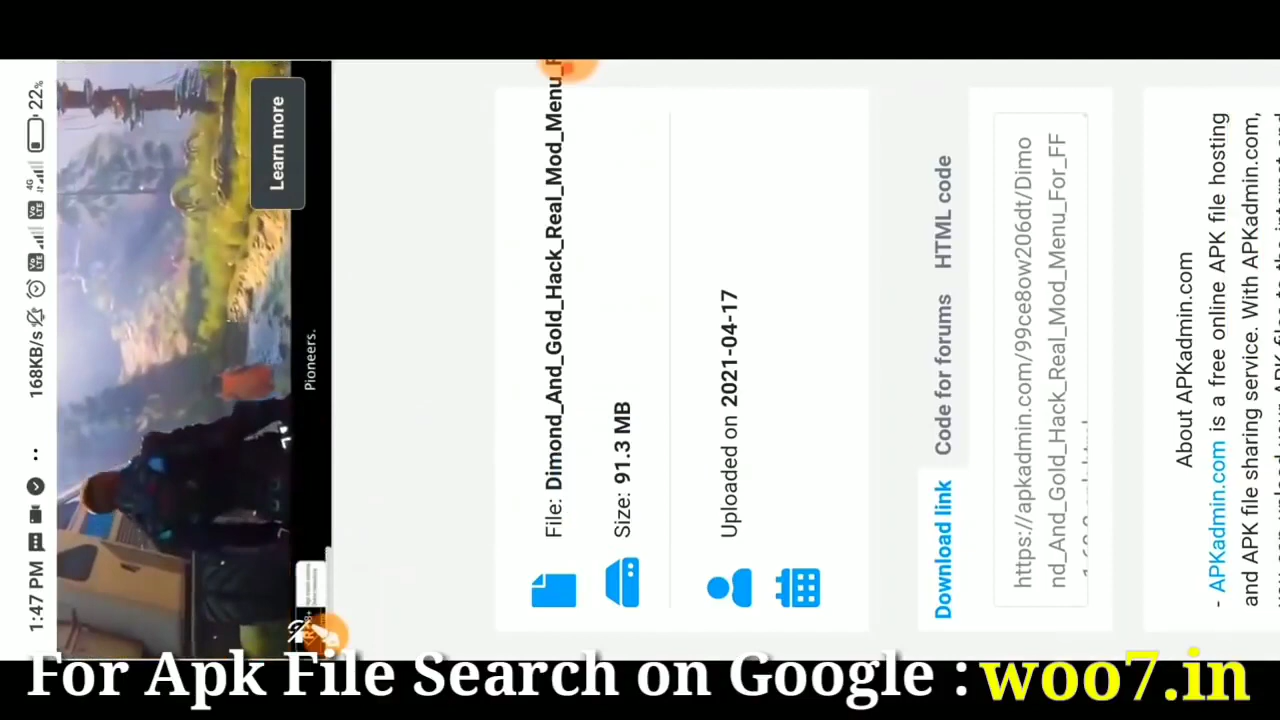 1:47 PM
168KB/s
4G
22%
Learn more
Pioneers.
File: Dimond_And_Gold_Hack_Real_Mod_Menu_F
Size: 91.3 MB
Uploaded on 2021-04-17
Download link Code for forums HTML code
https://apkadmin.com/99ce8ow206dt/Dimo
nd_And_Gold_Hack_Real_Mod_Menu_For_FF
About APKadmin.com
- APKadmin.com is a free online APK file hosting
and APK file sharing service. With APKadmin.com,
For Apk File Search on Google : woo7.in